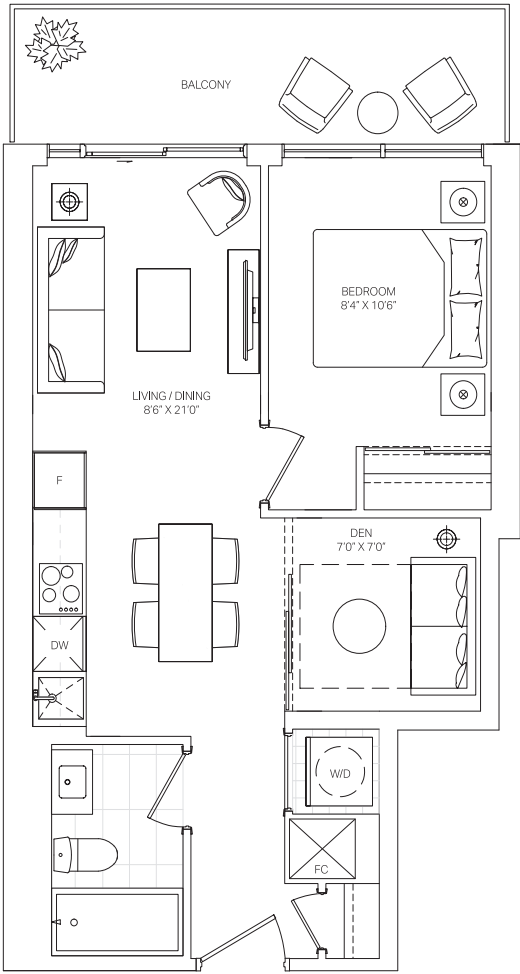 BALCONY
BEDROOM
8'4" X 10'6"
LIVING / DINING
8'6" X 21'0"
F
DEN
7'0" X 7'0"
DW
W/D
FC